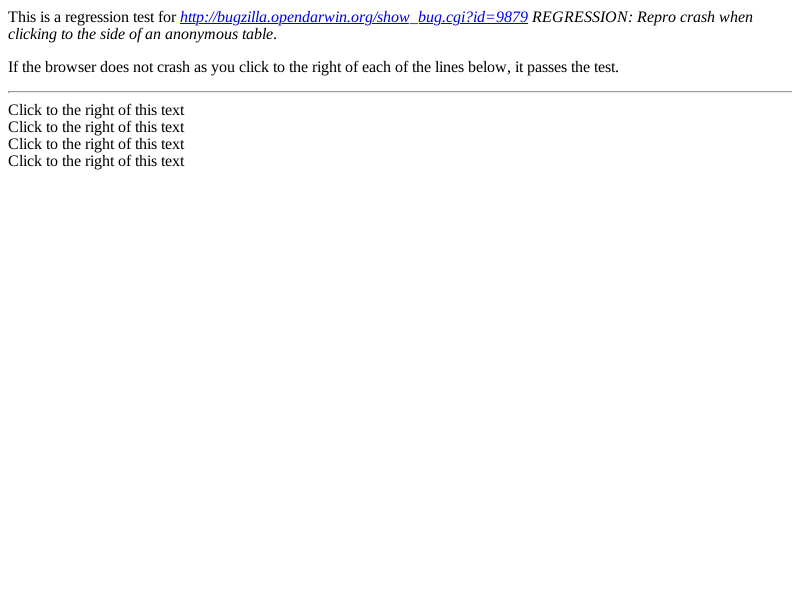 This is a regression test for http://bugzilla.opendarwin.org/show_bug.cgi?id=9879 REGRESSION: Repro crash when
clicking to the side of an anonymous table.
If the browser does not crash as you click to the right of each of the lines below, it passes the test.
Click to the right of this text
Click to the right of this text
Click to the right of this text
Click to the right of this text